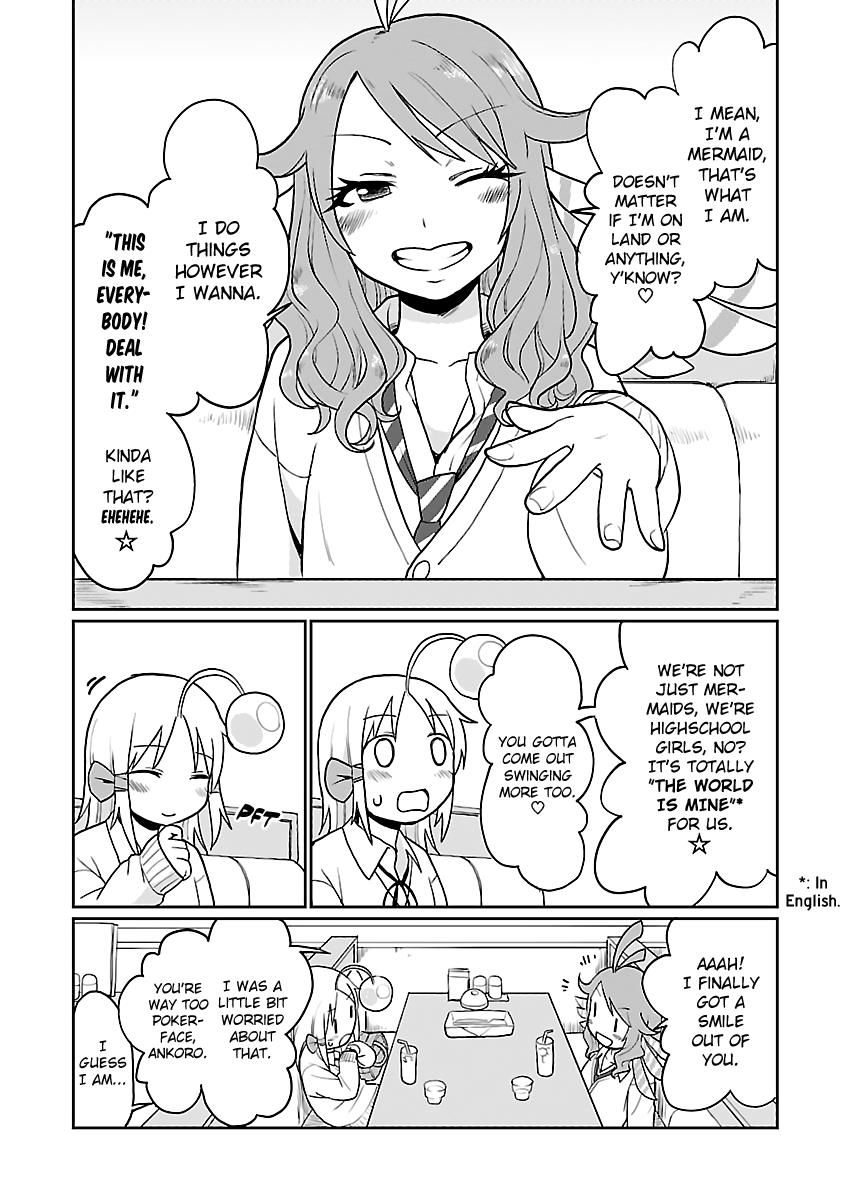 I MEAN,
I'M A
MERMAID,
THAT'S
WHAT
I AM.
DOESN'T
MATTER
IF I'M ON
LAND OR
ANYTHING,
Y'KNOW?
♡
I DO
THINGS
HOWEVER
I WANNA.
"THIS
IS ME,
EVERY-
BODY!
DEAL
WITH
IT."
KINDA
LIKE
THAT?
EHEHEHE.
☆
WE'RE NOT
JUST MER-
MAIDS, WE'RE
HIGHSCHOOL
GIRLS, NO?
IT'S TOTALLY
"THE WORLD
IS MINE"*
FOR US.
☆
YOU GOTTA
COME OUT
SWINGING
MORE TOO.
♡
*: In
English.
PFT-
AAAH!
I FINALLY
GOT A
SMILE
OUT OF
YOU.
I WAS A
LITTLE BIT
WORRIED
ABOUT
THAT.
YOU'RE
WAY TOO
POKER-
FACE,
ANKORO.
I
GUESS
I AM...